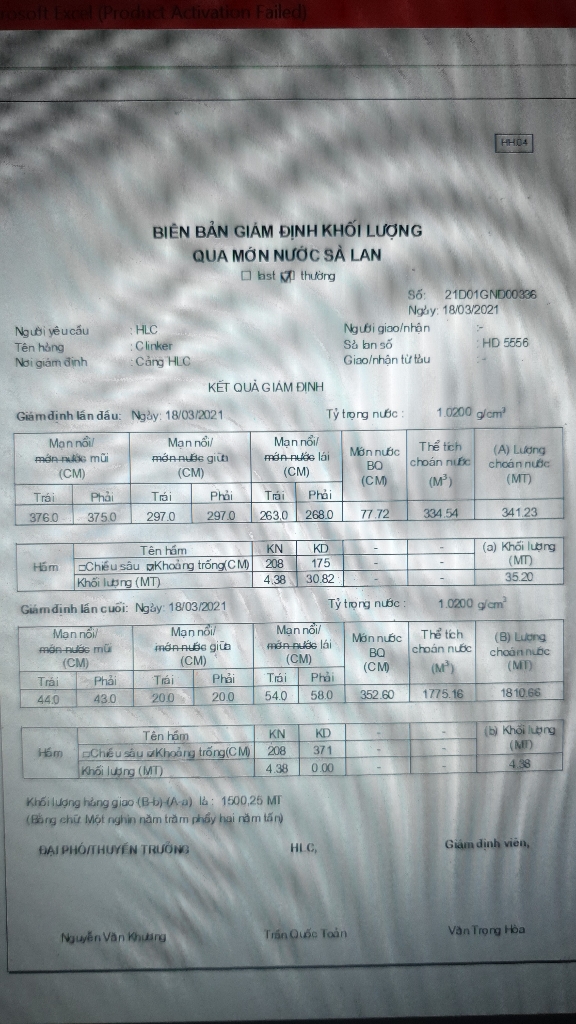 rosoft Excel (Product Activation Failed)
HH04
BIÊN BẢN GIÁM ĐỊNH KHỐI LƯỢNG
QUA MỚN NƯỚC SÀ LAN
□ last ☑ thường
Số: 21D01GND00336
Ngày: 18/03/2021
Người yêu cầu : HLC Người giao/nhận :-
Tên hàng : Clinker Sà lan số : HD 5556
Nơi giám định : Cảng HLC Giao/nhận từ tàu :-
KẾT QUẢ GIÁM ĐỊNH
Giám định lần đầu: Ngày: 18/03/2021 Tỷ trọng nước : 1.0200 g/cm³
Mạn nổi/ mớn nước mũi (CM) Mạn nổi/ mớn nước giữa (CM) Mạn nổi/ mớn nước lái (CM) Món nước BQ (CM) Thể tích choán nước (M³) (A) Lượng choán nước (MT)
Trái Phải Trái Phải Trái Phải
376.0 375.0 297.0 297.0 263.0 268.0 77.72 334.54 341.23
Hầm Tên hầm KN KD - - - (a) Khối lượng (MT)
□Chiều sâu ☑Khoảng trống(CM) 208 175 - - -
Khối lượng (MT) 4.38 30.82 - - - 35.20
Giám định lần cuối: Ngày: 18/03/2021 Tỷ trọng nước : 1.0200 g/cm³
Mạn nổi/ mớn nước mũi (CM) Mạn nổi/ mớn nước giữa (CM) Mạn nổi/ mớn nước lái (CM) Món nước BQ (CM) Thể tích choán nước (M³) (B) Lượng choán nước (MT)
Trái Phải Trái Phải Trái Phải
44.0 43.0 20.0 20.0 54.0 58.0 352.60 1775.16 1810.66
Hầm Tên hầm KN KD - - - (b) Khối lượng (MT)
□Chiều sâu ☑Khoảng trống(CM) 208 371 - - -
Khối lượng (MT) 4.38 0.00 - - - 4.38
Khối lượng hàng giao (B-b)-(A-a) là : 1500,25 MT
(Bằng chữ: Một nghìn năm trăm phẩy hai năm tấn)
ĐẠI PHÓ/THUYỀN TRƯỞNG HLC, Giám định viên,
Nguyễn Văn Khương Trần Quốc Toản Văn Trọng Hòa